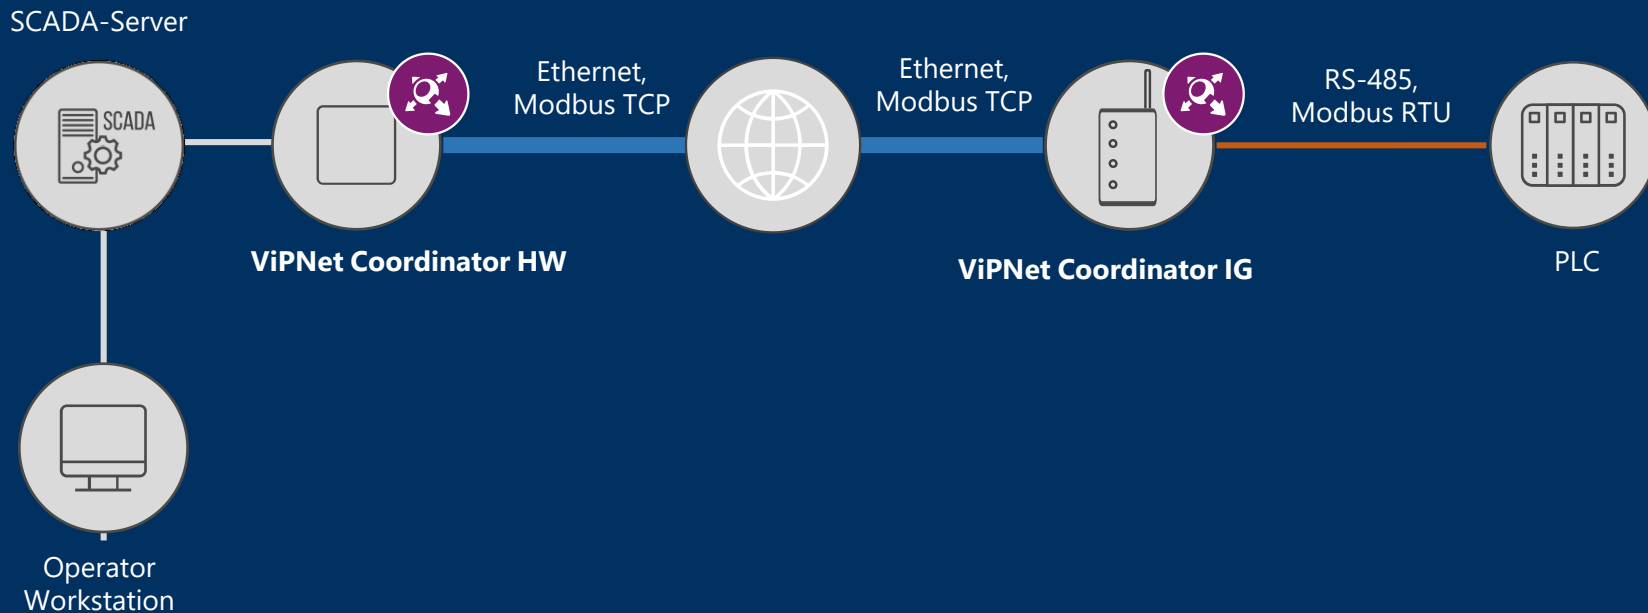 SCADA-Server
SCADA
Ethernet,
Modbus TCP
Ethernet,
Modbus TCP
RS-485,
Modbus RTU
ViPNet Coordinator HW
ViPNet Coordinator IG
PLC
Operator
Workstation